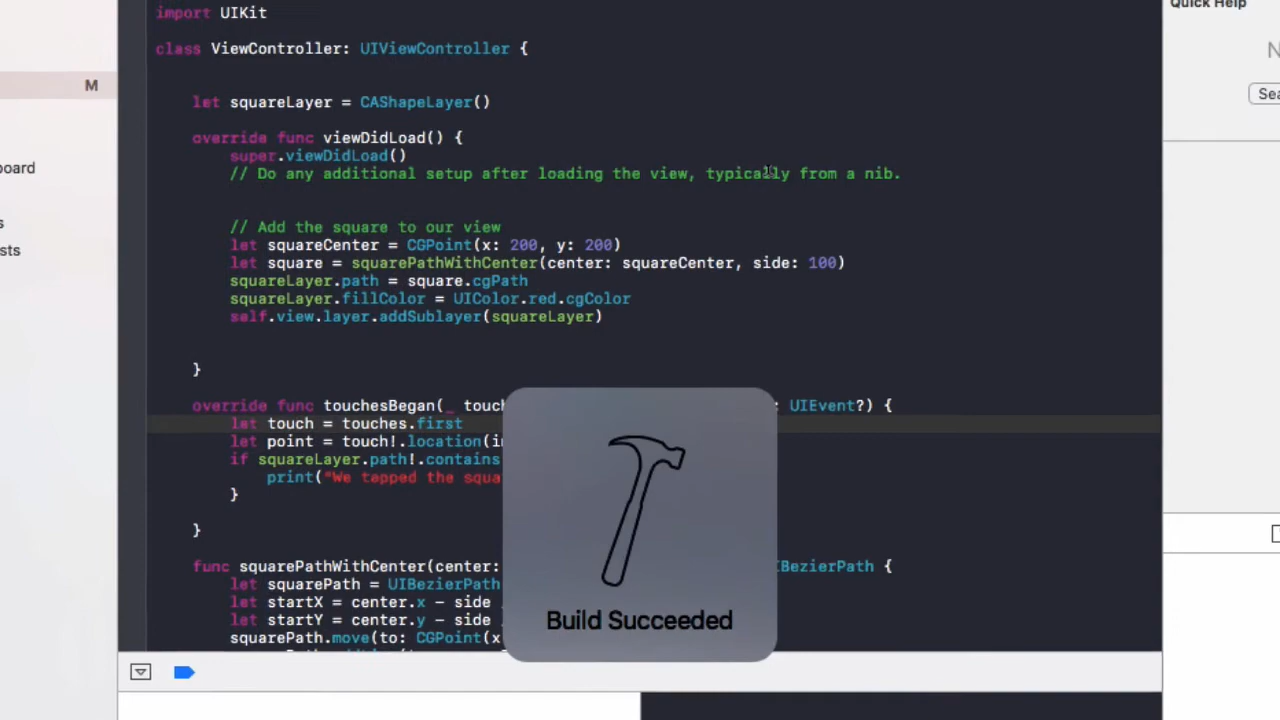 import UIKit
Quick Help
class ViewController: UIViewController {
M
Sea
let squareLayer = CAShapeLayer()
override func viewDidLoad() {
super.viewDidLoad()
// Do any additional setup after loading the view, typically from a nib.
oard
s
sts
// Add the square to our view
let squareCenter = CGPoint(x: 200, y: 200)
let square = squarePathWithCenter(center: squareCenter, side: 100)
squareLayer.path = square.cgPath
squareLayer.fillColor = UIColor.red.cgColor
self.view.layer.addSublayer(squareLayer)
}
override func touchesBegan(_ touc : UIEvent?) {
let touch = touches.first
let point = touch!.location(i
if squareLayer.path!.contains
print("We tapped the squa
}
}
func squarePathWithCenter(center: IBezierPath {
let squarePath = UIBezierPath
let startX = center.x - side
let startY = center.y - side
squarePath.move(to: CGPoint(x
Build Succeeded